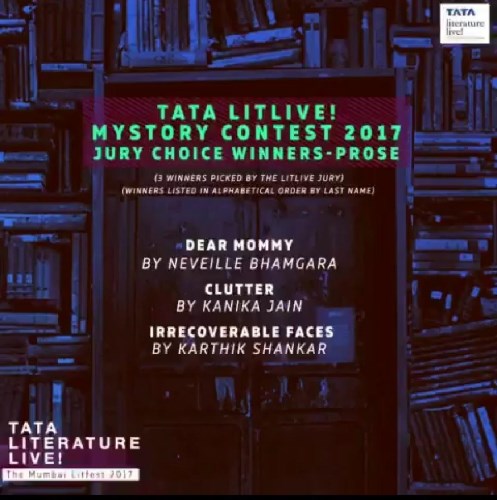 TATA
literature
live!
TATA LITLIVE!
MYSTORY CONTEST 2017
JURY CHOICE WINNERS-PROSE
(3 WINNERS PICKED BY THE LITLIVE JURY)
(WINNERS LISTED IN ALPHABETICAL ORDER BY LAST NAME)
DEAR MOMMY
BY NEVEILLE BHAMGARA
CLUTTER
BY KANIKA JAIN
IRRECOVERABLE FACES
BY KARTHIK SHANKAR
TATA
LITERATURE
LIVE!
The Mumbai Litfest 2017